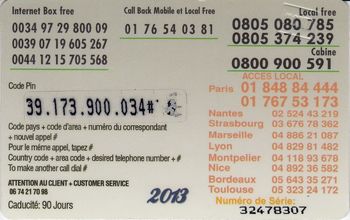 Internet Box free
0034 97 29 800 09
0039 07 19 605 267
0044 12 15 705 568
Call Back Mobile et Local Free
01 76 54 03 81
Local free
0805 080 785
0805 374 239
Cabine
0800 900 591
ACCES LOCAL
Paris 01 848 84 444
01 767 53 173
Nantes 02 524 43 219
Strasbourg 03 676 78 362
Marseille 04 886 21 087
Lyon 04 829 81 482
Montpelier 04 118 93 678
Nice 04 892 36 582
Bordeaux 05 643 35 271
Toulouse 05 323 24 172
Code Pin
39.173.900.034#
Code pays + code d'area + numéro du correspondant
+ nouvel appel #
Pour le même appel, tapez #
Country code + area code + desired telephone number + #
To make another call dial #
ATTENTION AU CLIENT + CUSTOMER SERVICE
06 74 21 70 98
Caducité: 90 Jours
2013
Numéro de Série:
32478307